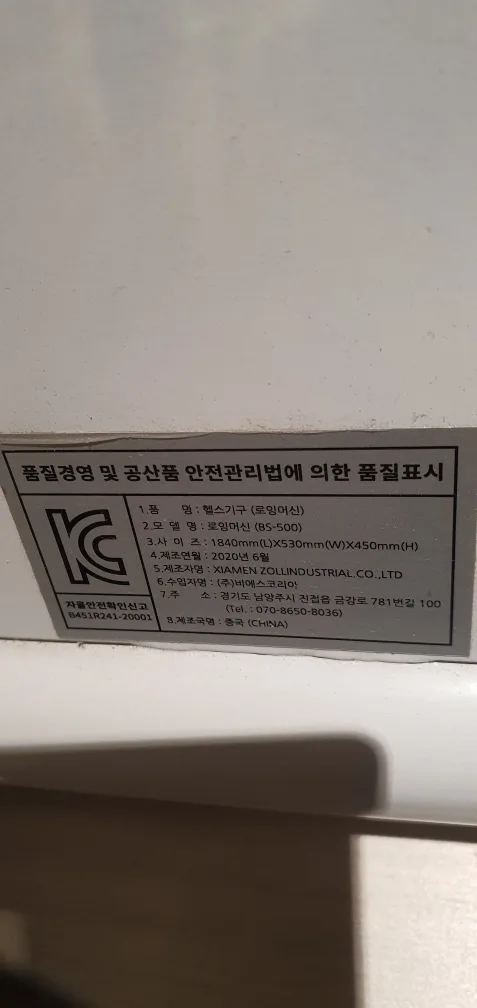 품질경영 및 공산품 안전관리법에 의한 품질표시
KC
자율안전확인신고
B451R241-20001
1.품 명 : 헬스기구 (로잉머신)
2.모 델 명 : 로잉머신 (BS-500)
3.사 이 즈 : 1840mm(L)X530mm(W)X450mm(H)
4.제조연월 : 2020년 6월
5.제조자명 : XIAMEN ZOLLINDUSTRIAL.CO.,LTD
6.수입자명 : (주)비에스코리아
7.주 소 : 경기도 남양주시 진접읍 금강로 781번길 100
(Tel.: 070-8650-8036)
8.제조국명 : 중국 (CHINA)